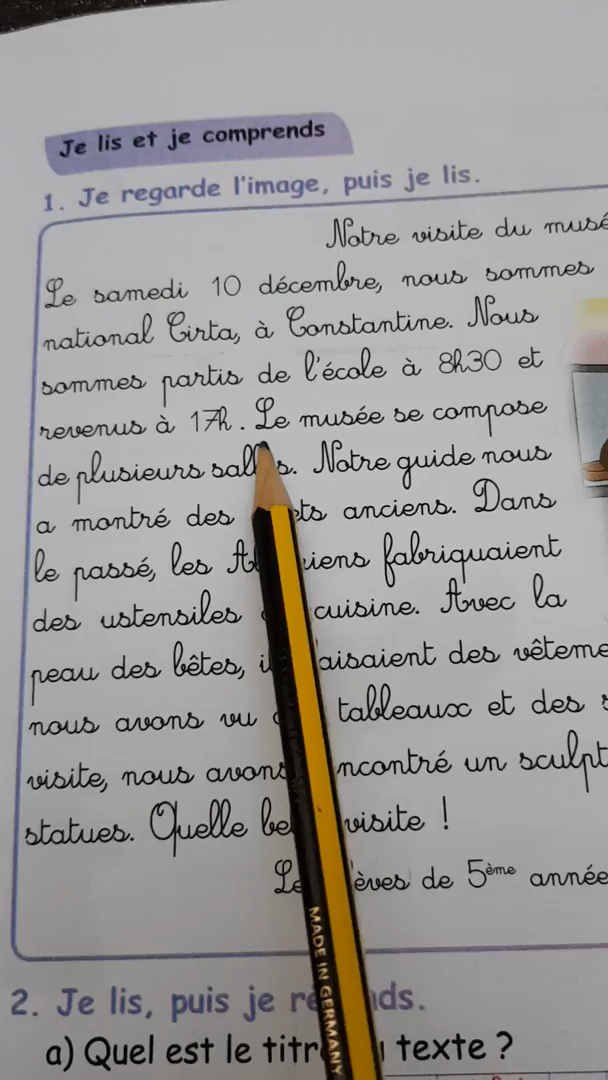 Je lis et je comprends
1. Je regarde l'image, puis je lis.
Notre visite du
Le samedi 10 décembre, nous sommes
national Cirta, à Constantine. Nous
sommes partis de l'école à 8h30 et
revenus à 17h. Le musée se compose
de plusieurs salles. Notre guide nous
a montré des anciens. Dans
le passé, les fabriquaient
des ustensiles cuisine. Avec la
peau des bêtes, des
nous avons vu tableaux et des
visite, nous un
statues. Quelle visite !
de 5ème année
2. Je lis, puis je
a) Quel est le texte ?
MADE IN GERMANY